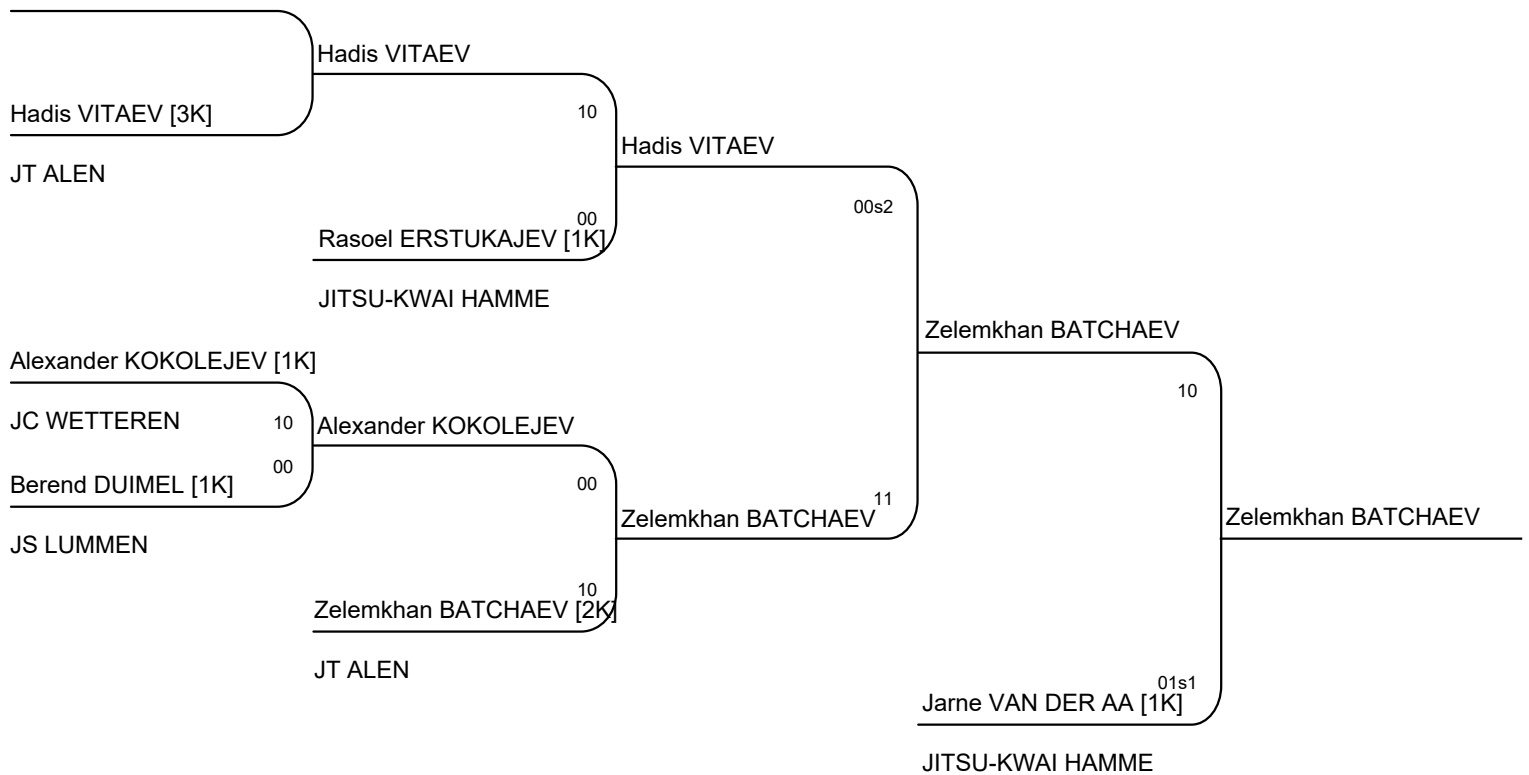 Hadis VITAEV
Hadis VITAEV [3K]
10
JT ALEN
Hadis VITAEV
00
Rasoel ERSTUKAJEV [1K]
00s2
JITSU-KWAI HAMME
Zelemkhan BATCHAEV
Alexander KOKOLEJEV [1K]
10
JC WETTEREN
10
Alexander KOKOLEJEV
00
Berend DUIMEL [1K]
00
11
Zelemkhan BATCHAEV
Zelemkhan BATCHAEV
JS LUMMEN
10
Zelemkhan BATCHAEV [2K]
JT ALEN
01s1
Jarne VAN DER AA [1K]
JITSU-KWAI HAMME